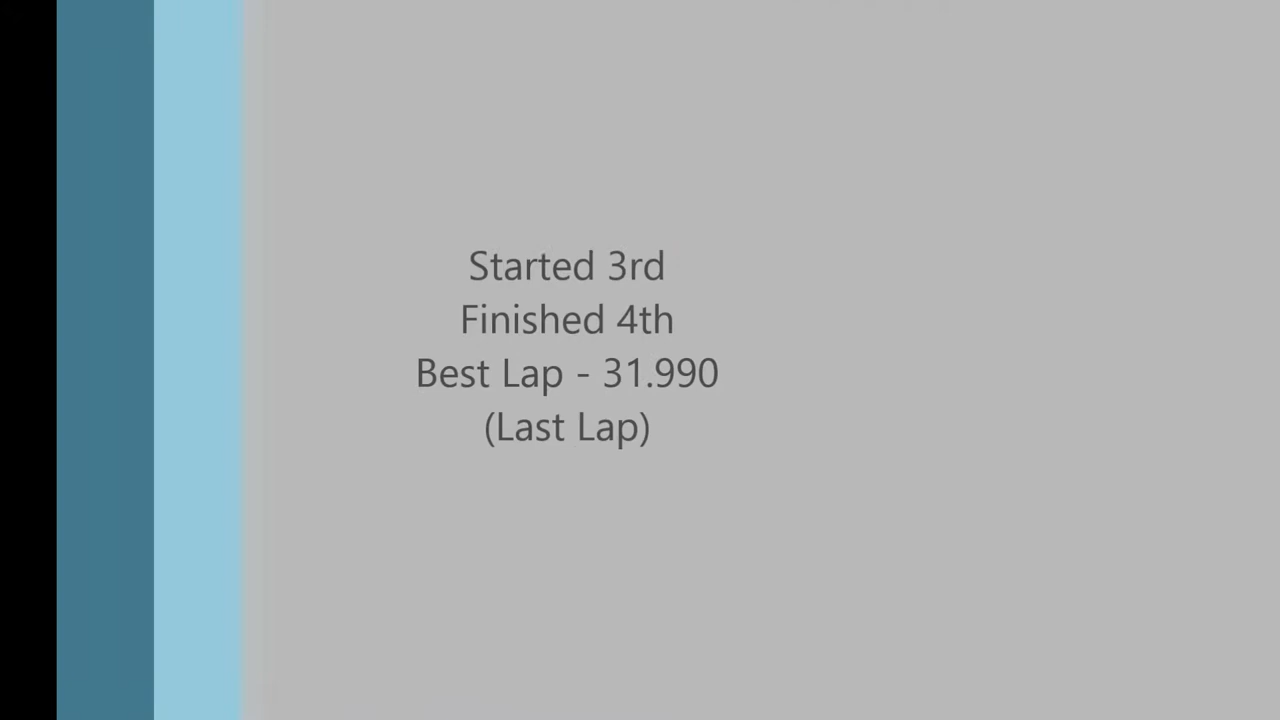 Started 3rd
Finished 4th
Best Lap - 31.990
(Last Lap)